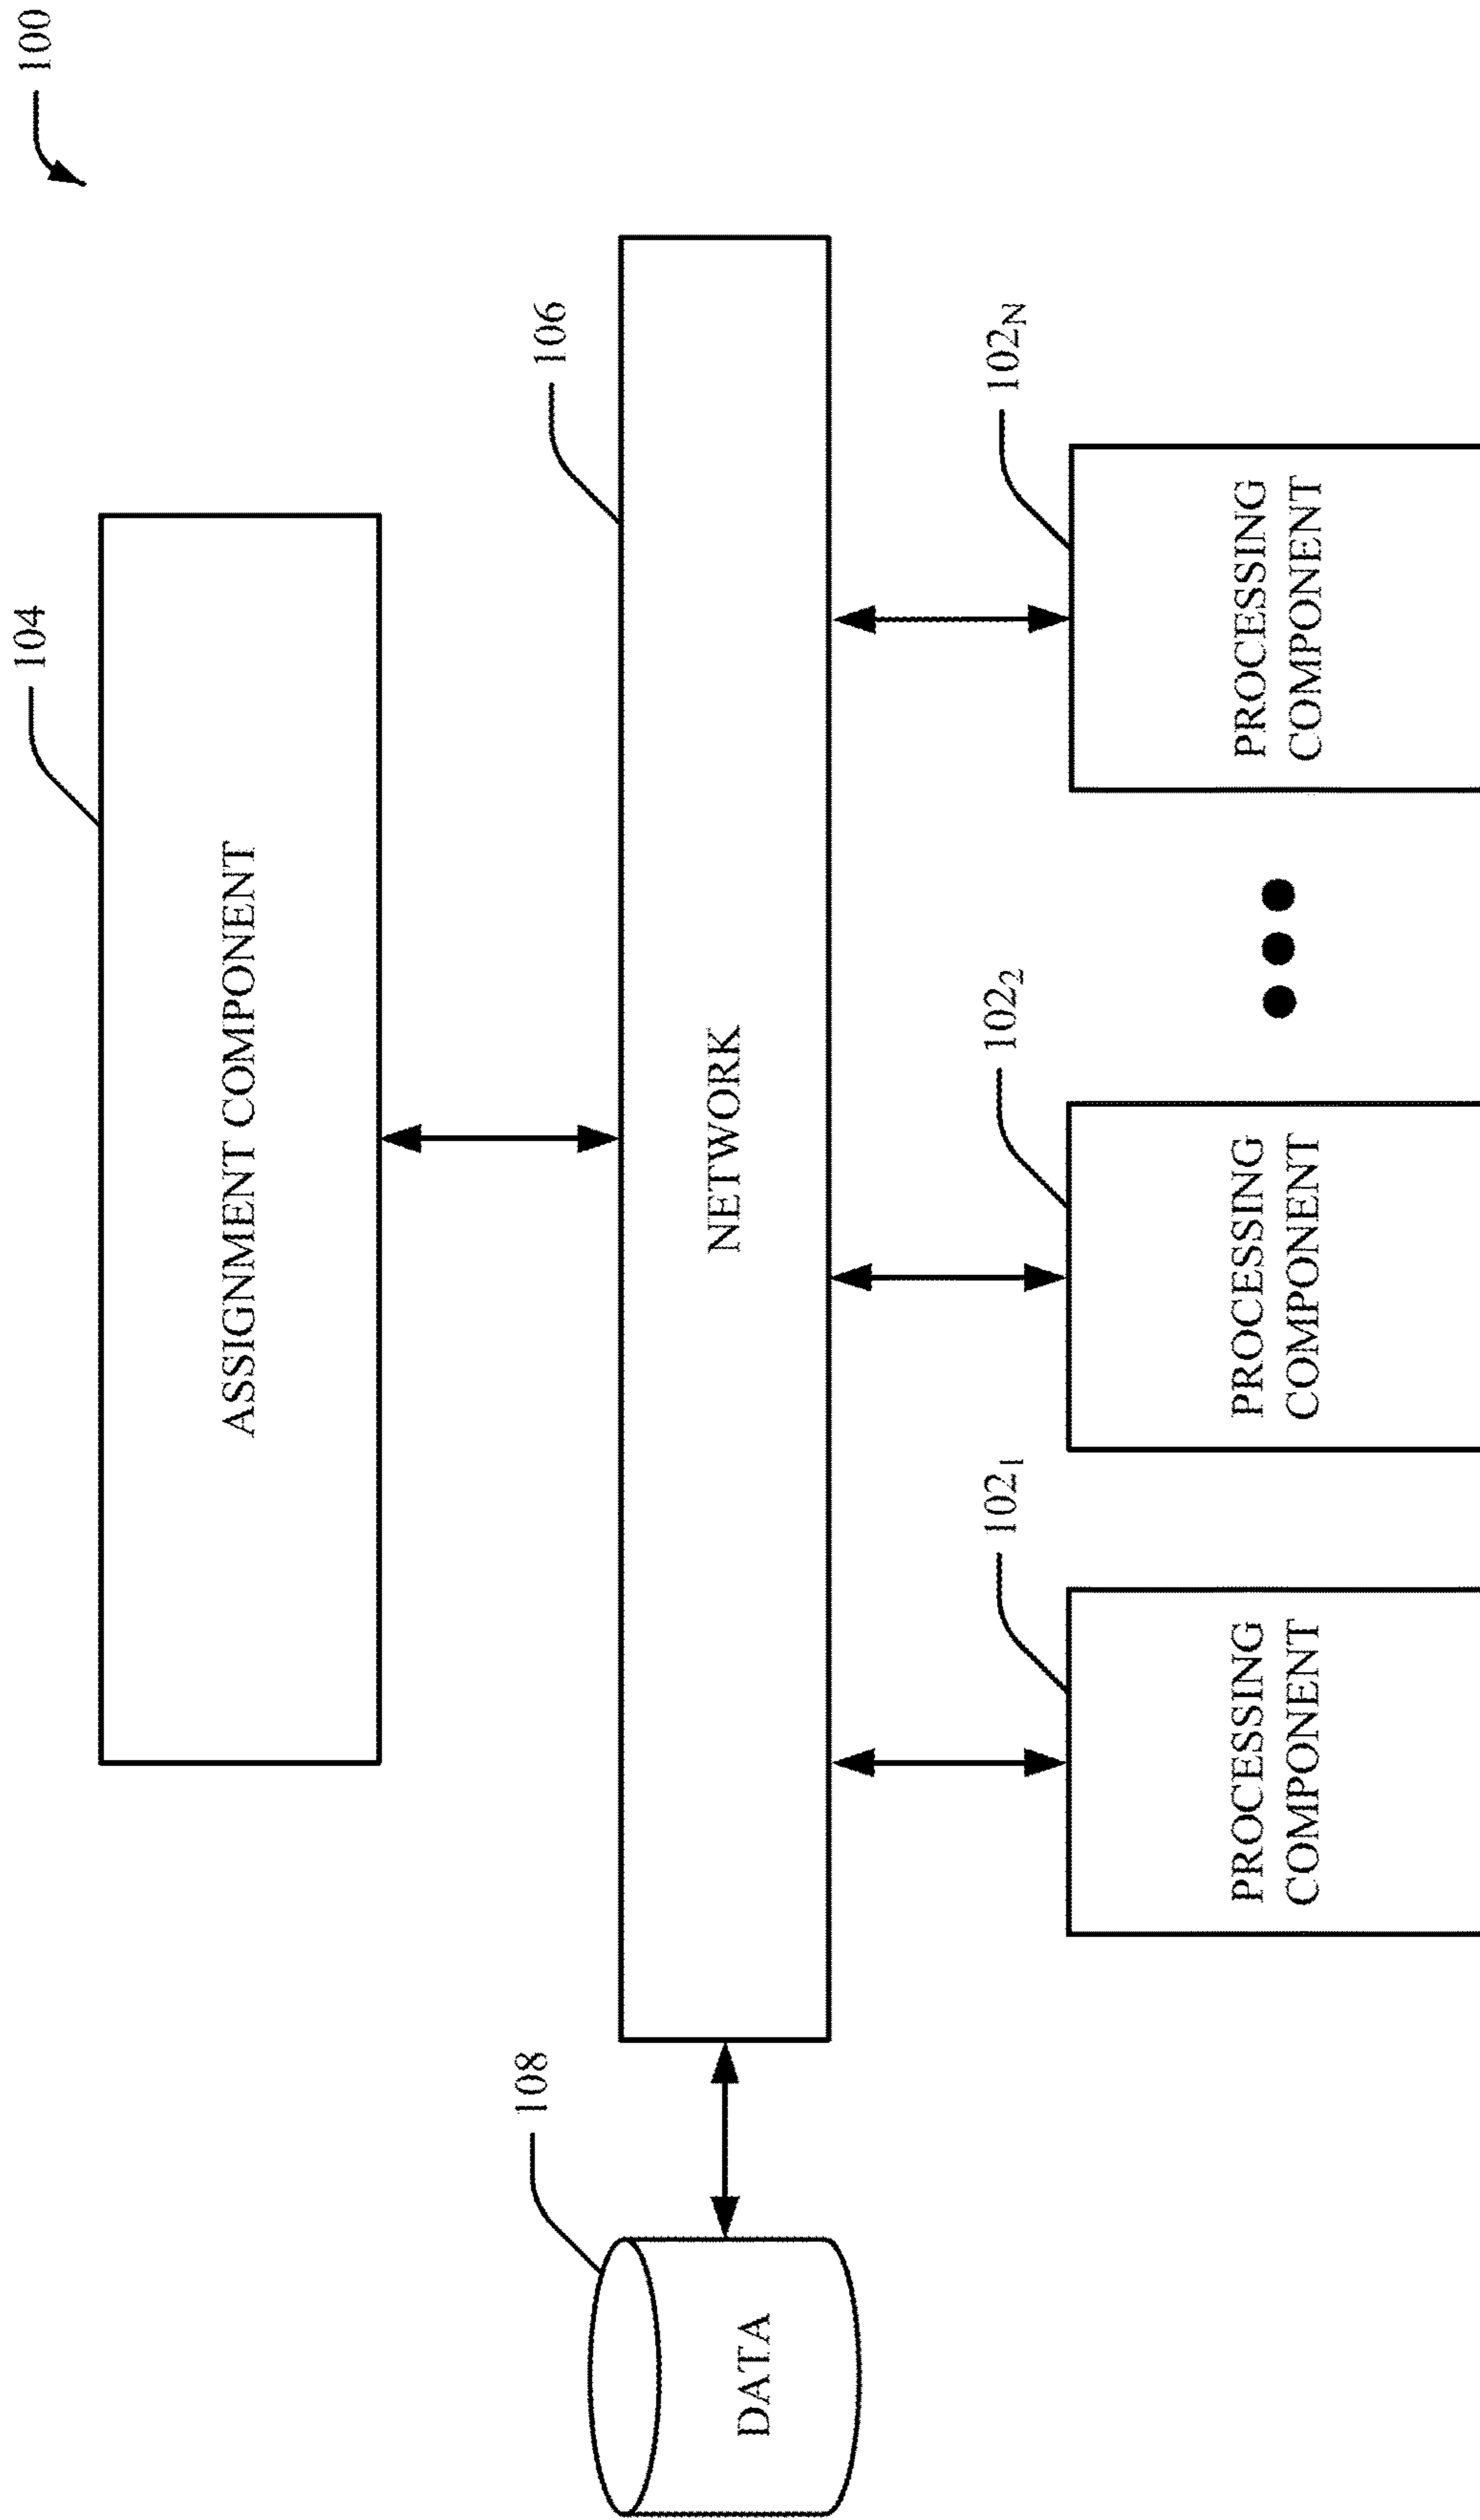 100
104
ASSIGNMENT COMPONENT
106
NETWORK
108
DATA
102₁
102₂
102N
PROCESSING
COMPONENT
PROCESSING
COMPONENT
PROCESSING
COMPONENT